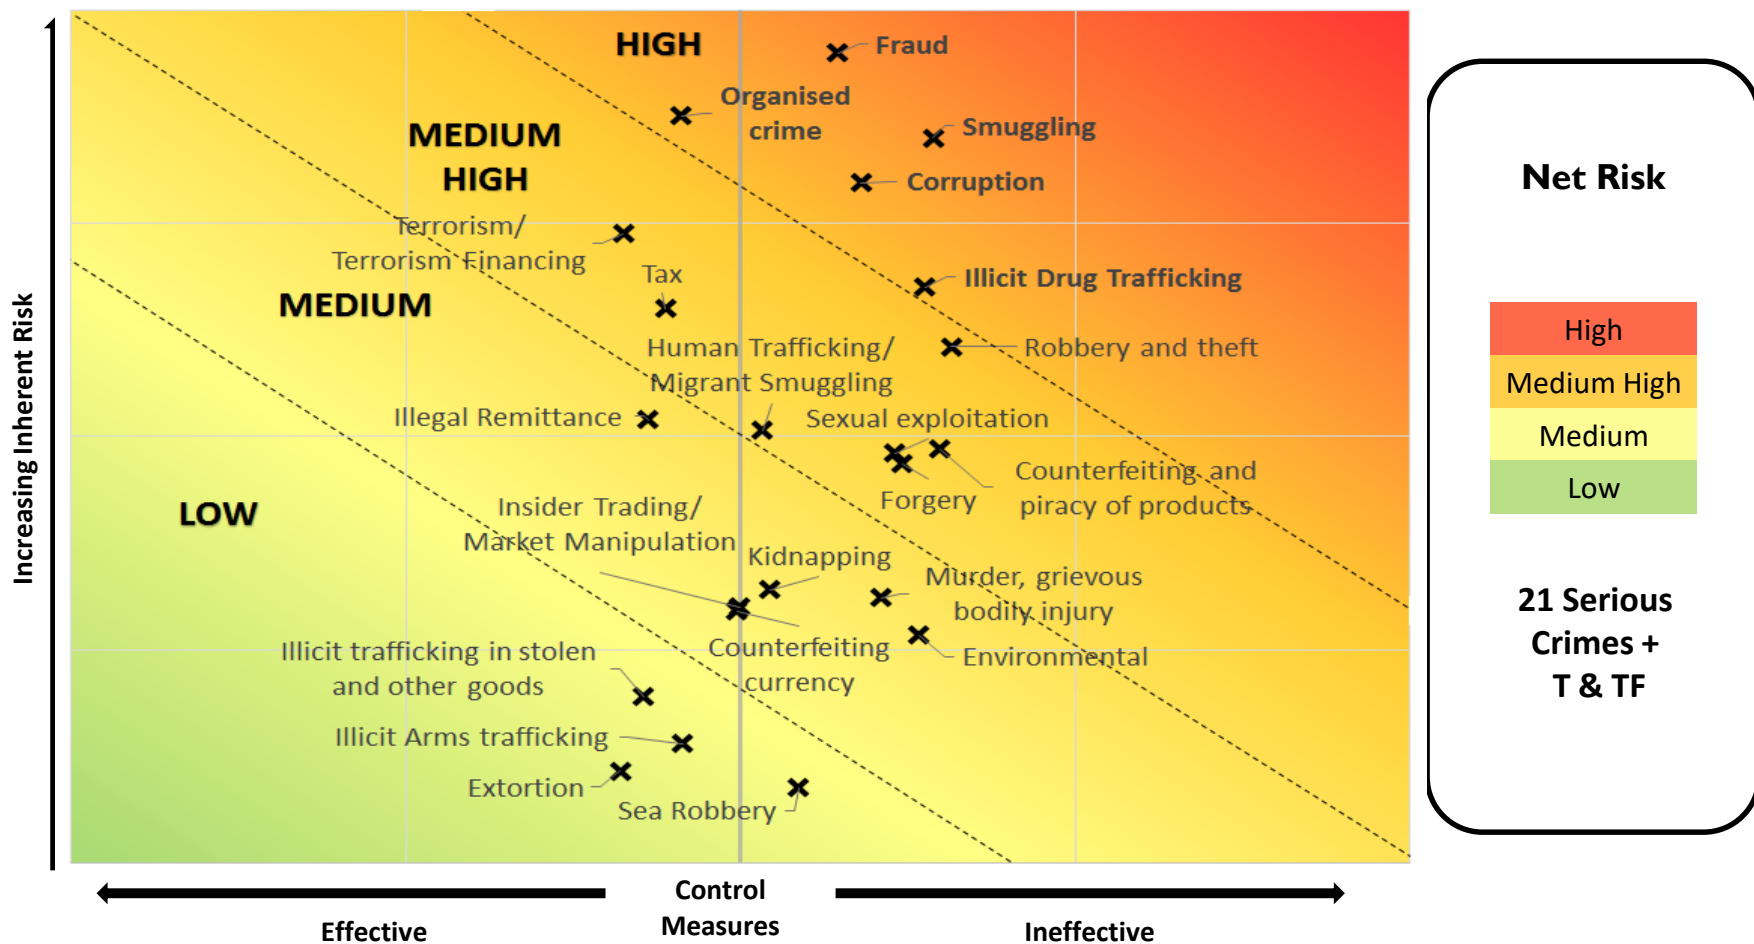 HIGH
Fraud
Organised
crime
MEDIUM
HIGH
Smuggling
Corruption
Terrorism/
Terrorism Financing
Tax
Illicit Drug Trafficking
MEDIUM
Human Trafficking/
Migrant Smuggling
Robbery and theft
Illegal Remittance
Sexual exploitation
Counterfeiting and
piracy of products
Forgery
LOW
Insider Trading/
Market Manipulation
Kidnapping
Murder, grievous
bodily injury
Counterfeiting
currency
Environmental
Illicit trafficking in stolen
and other goods
Illicit Arms trafficking
Extortion
Sea Robbery
Increasing Inherent Risk
Control
Measures
Effective
Ineffective
Net Risk
High
Medium High
Medium
Low
21 Serious
Crimes +
T & TF